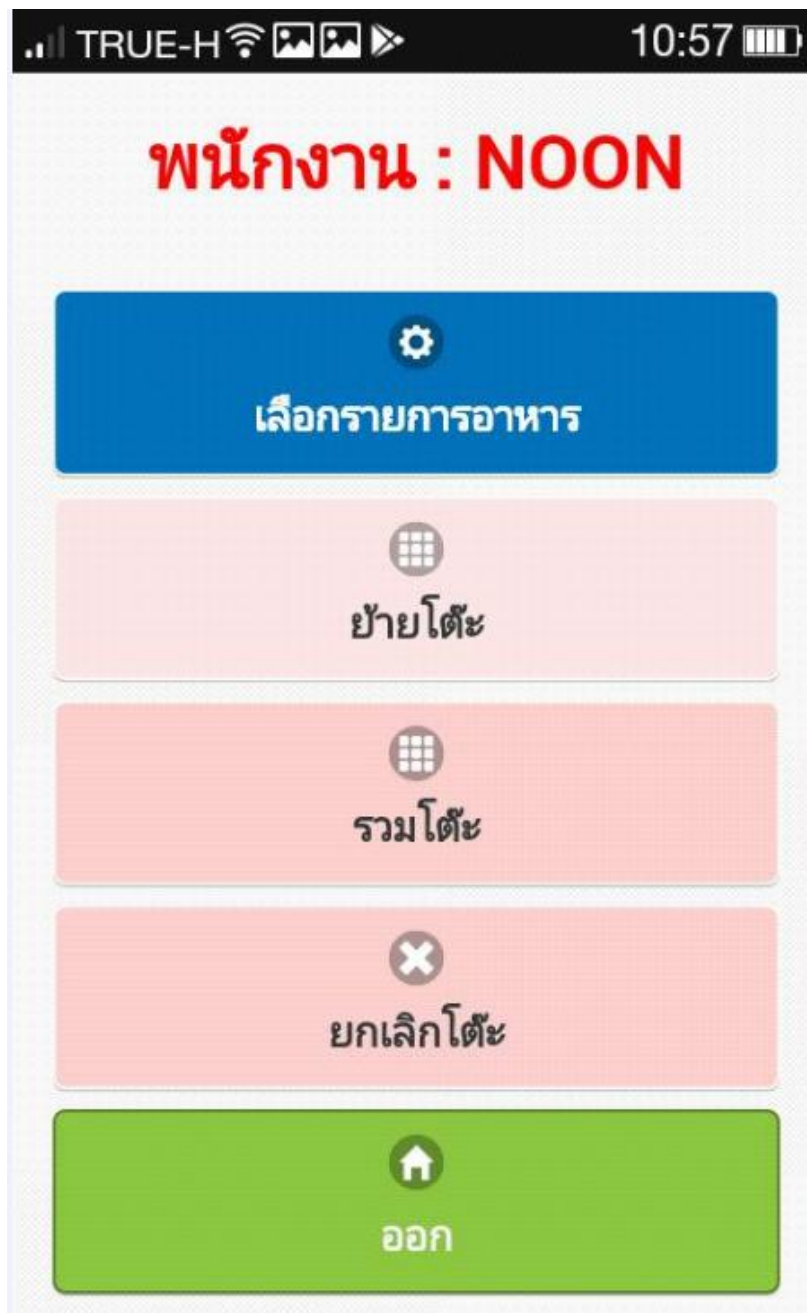 TRUE-H 10:57
พนักงาน : NOON
เลือกรายการอาหาร
ย้ายโต๊ะ
รวมโต๊ะ
ยกเลิกโต๊ะ
ออก